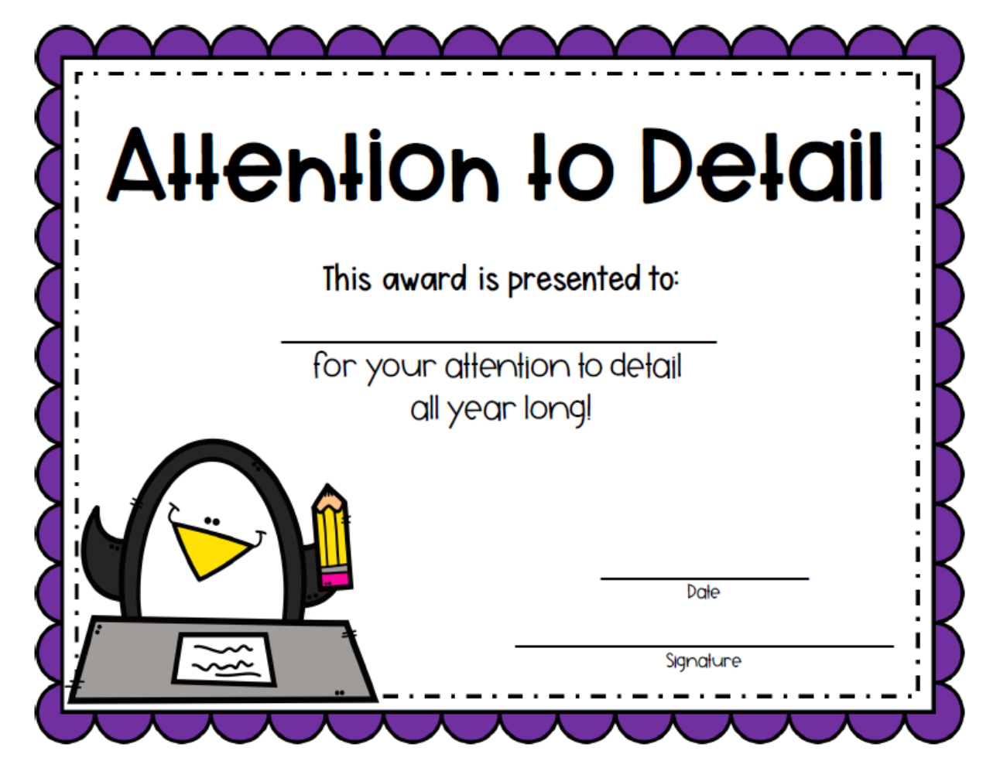 Attention to Detail
This award is presented to:
for your attention to detail
all year long!
Date
Signature